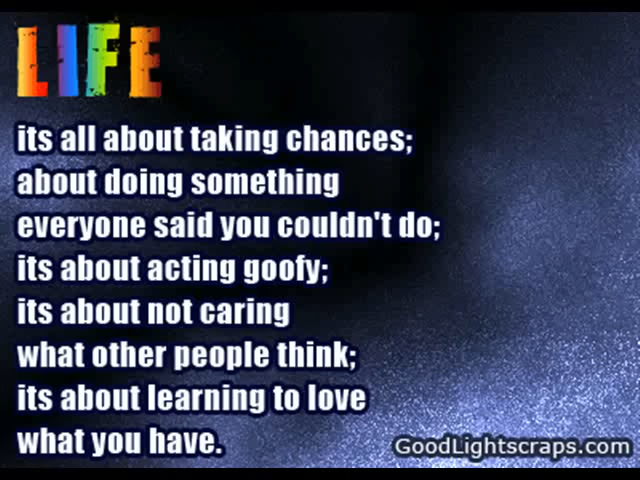 LIFE
its all about taking chances;
about doing something
everyone said you couldn't do;
its about acting goofy;
its about not caring
what other people think;
its about learning to love
what you have.
GoodLightscraps.com